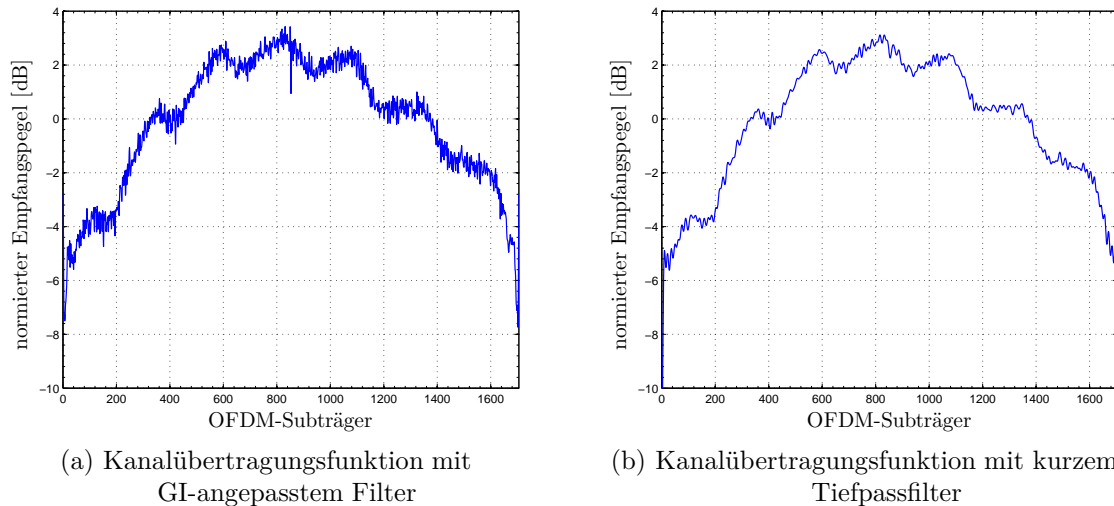 4
2
0
−2
−4
−6
−8
−10
0 200 400 600 800 1000 1200 1400 1600
normierter Empfangspegel [dB]
OFDM-Subträger
(a) Kanalübertragungsfunktion mit
GI-angepasstem Filter
4
2
0
−2
−4
−6
−8
−10
0 200 400 600 800 1000 1200 1400 1600
normierter Empfangspegel [dB]
OFDM-Subträger
(b) Kanalübertragungsfunktion mit kurzem
Tiefpassfilter